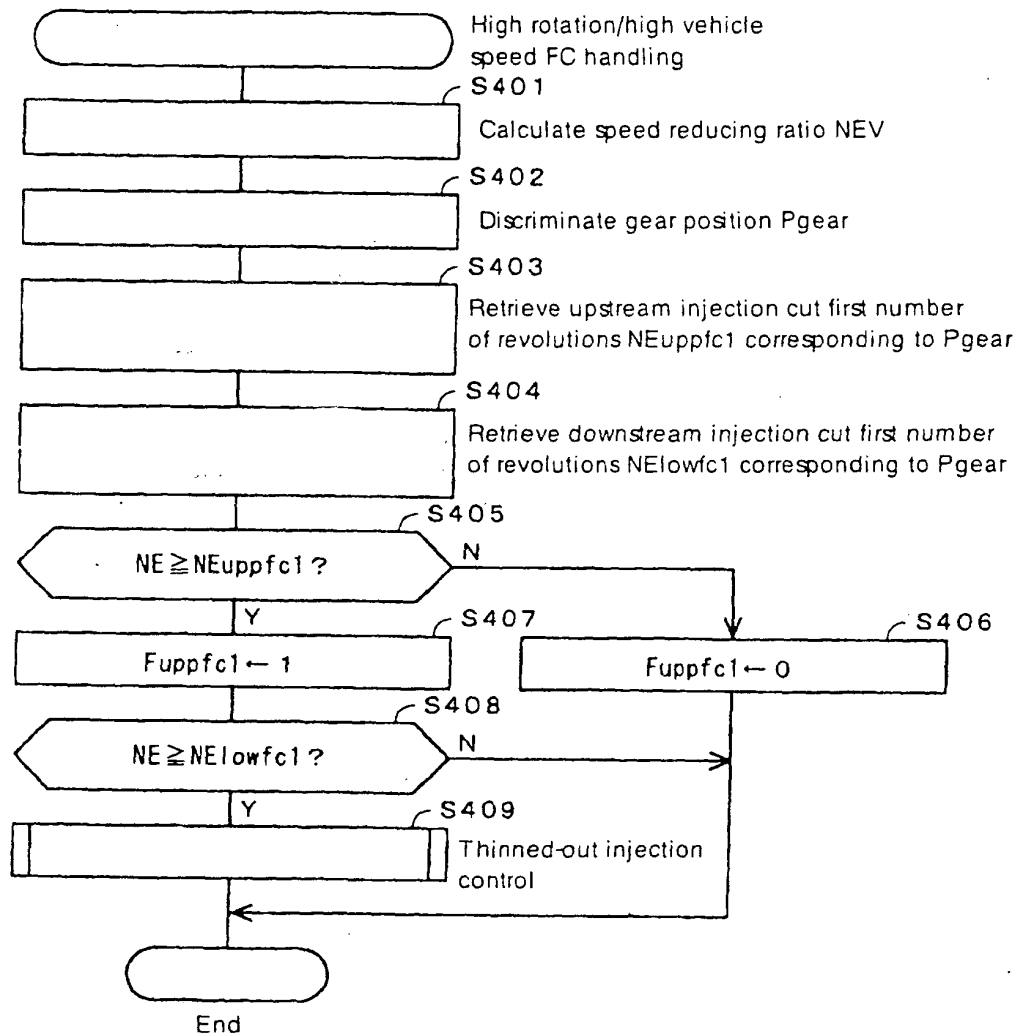 High rotation/high vehicle
speed FC handling
S401
Calculate speed reducing ratio NEV
S402
Discriminate gear position Pgear
S403
Retrieve upstream injection cut first number
of revolutions NEuppfc1 corresponding to Pgear
S404
Retrieve downstream injection cut first number
of revolutions NElowfc1 corresponding to Pgear
S405
NE≧NEuppfc1?
N
Y
S407
Fuppfc1←1
S406
Fuppfc1←0
S408
NE≧NElowfc1?
N
Y
S409
Thinned-out injection
control
End